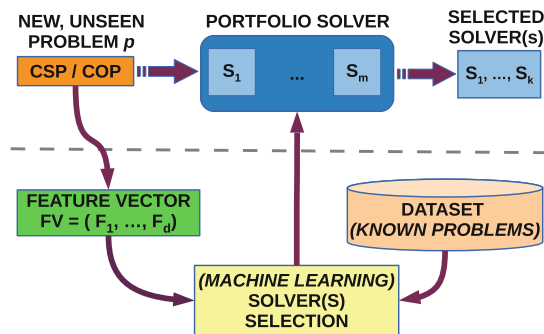 NEW, UNSEEN
PROBLEM p
CSP / COP
PORTFOLIO SOLVER
S1 ... Sm
SELECTED
SOLVER(s)
S1, ..., Sk
FEATURE VECTOR
FV = ( F1, ..., Fd)
DATASET
(KNOWN PROBLEMS)
(MACHINE LEARNING)
SOLVER(S)
SELECTION